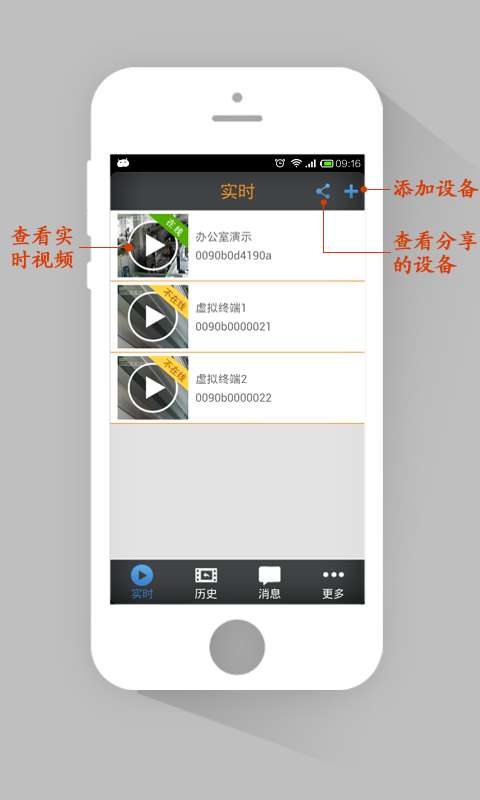 09:16
实时
添加设备
查看实
时视频
查看分享
的设备
在线
办公室演示
0090b0d4190a
不在线
虚拟终端1
0090b0000021
不在线
虚拟终端2
0090b0000022
实时
历史
消息
更多